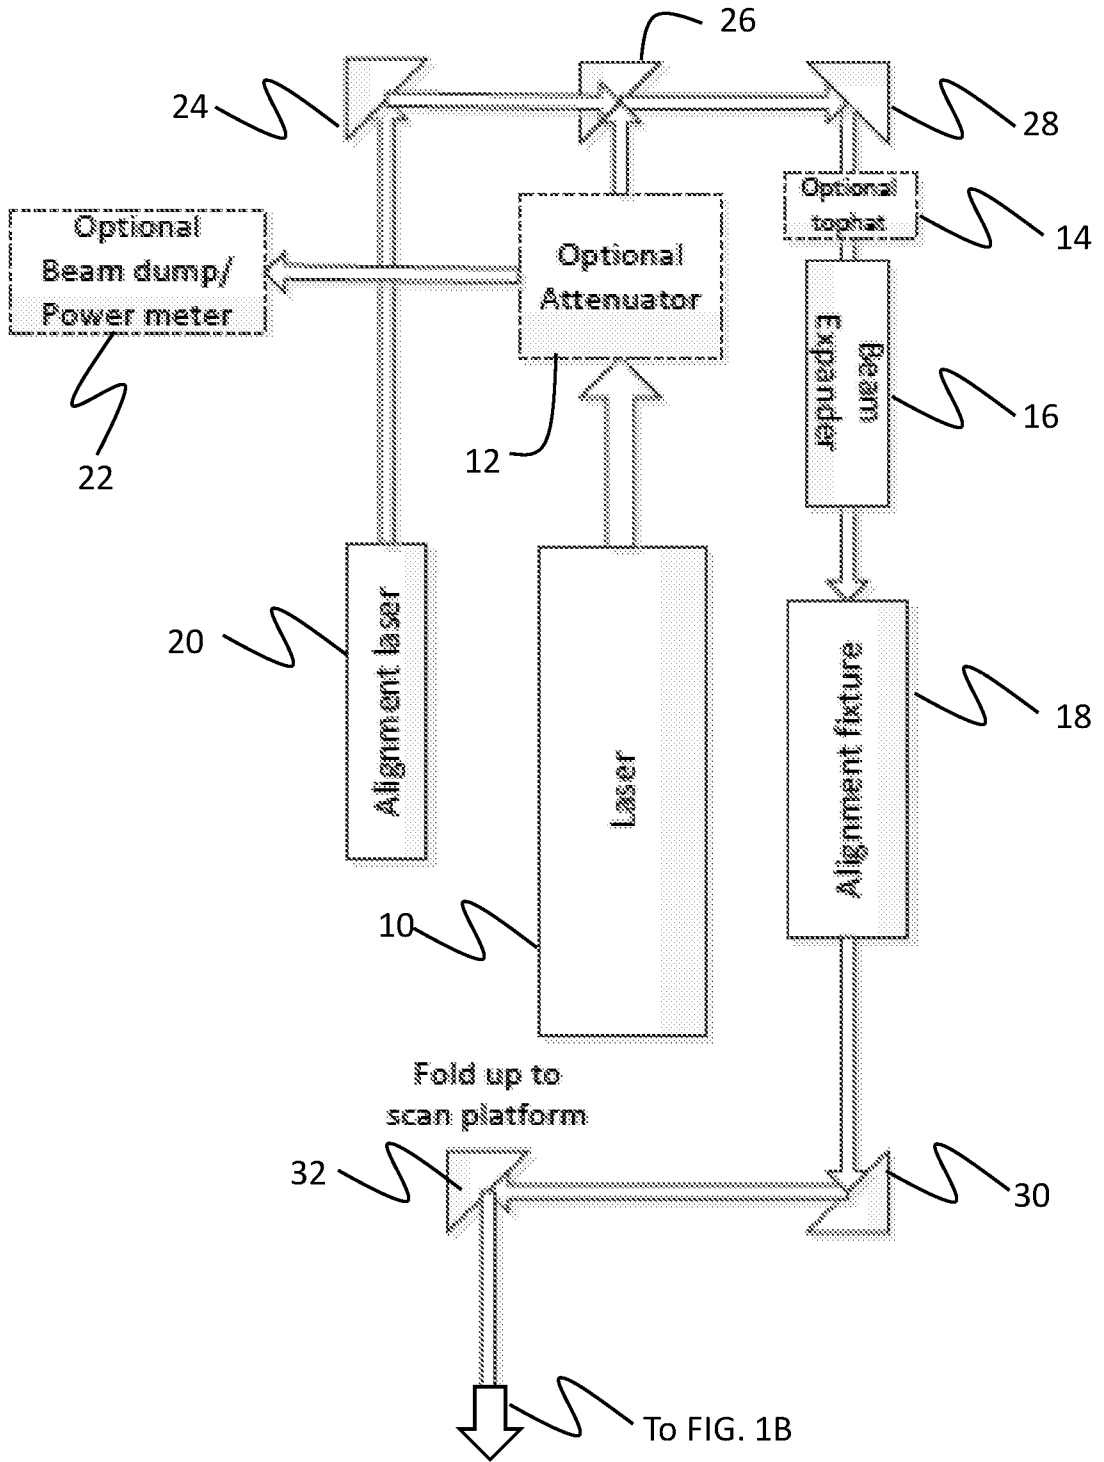 26
24
28
Optional
tophat
14
Optional
Beam dump/
Power meter
Optional
Attenuator
Beam
Expander
16
12
22
20
Alignment laser
Laser
Alignment fixture
18
10
Fold up to
scan platform
32
30
To FIG. 1B